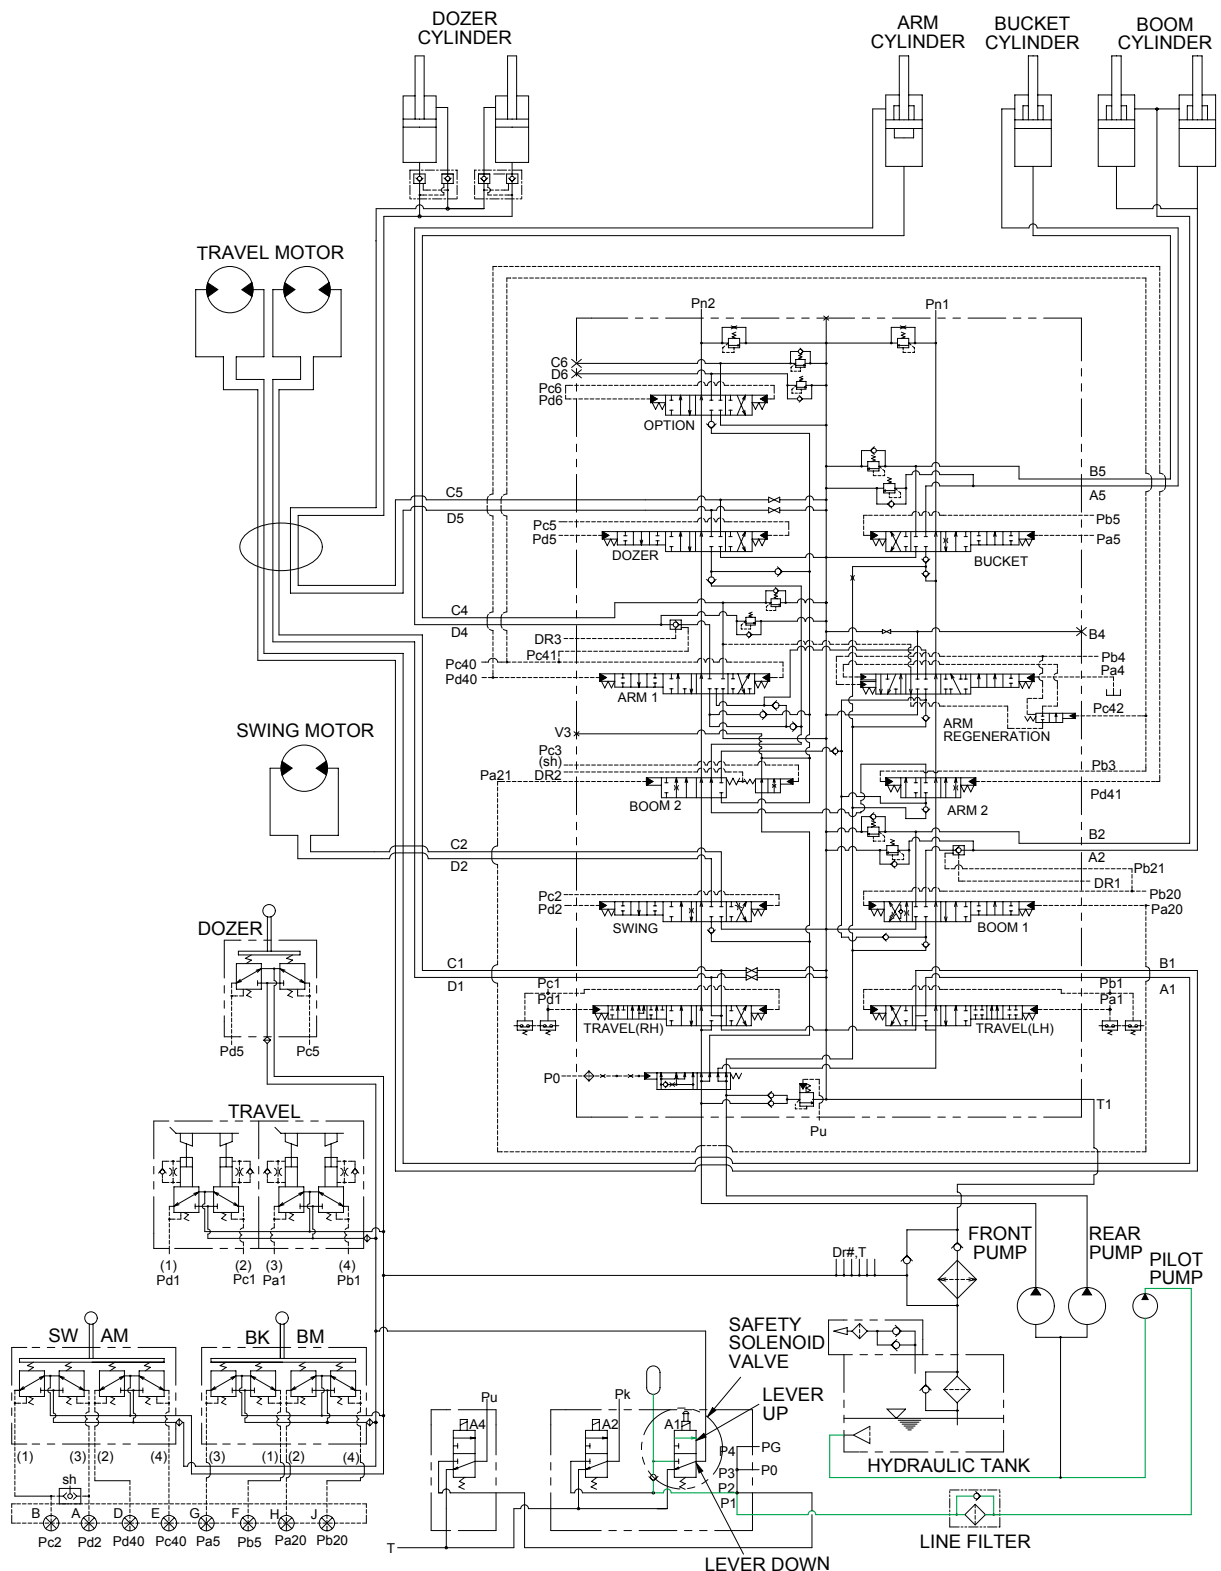 DOZER
CYLINDER
ARM
CYLINDER
BUCKET
CYLINDER
BOOM
CYLINDER
TRAVEL MOTOR
Pn2
Pn1
C6
D6
Pc6
Pd6
OPTION
C5
D5
B5
A5
Pc5
Pd5
DOZER
BUCKET
Pb5
Pa5
C4
D4
DR3
Pc41
B4
Pc40
Pd40
ARM 1
Pb4
Pa4
Pc42
ARM
REGENERATION
SWING MOTOR
V3
Pc3
(sh)
DR2
Pa21
BOOM 2
ARM 2
Pb3
Pd41
C2
D2
B2
A2
Pb21
DR1
Pc2
Pd2
SWING
BOOM 1
Pb20
Pa20
DOZER
C1
D1
B1
A1
Pc1
Pd1
TRAVEL(RH)
TRAVEL(LH)
Pb1
Pa1
Pd5
Pc5
P0
T1
Pu
TRAVEL
(1)
Pd1
(2)
Pc1
(3)
Pa1
(4)
Pb1
Dr#,T
FRONT
PUMP
REAR
PUMP
PILOT
PUMP
SW
AM
BK
BM
SAFETY
SOLENOID
VALVE
LEVER
UP
Pu
A4
Pk
A2
A1
P4
P3
P2
P1
PG
P0
HYDRAULIC TANK
(1)
(3)
(2)
(4)
(3)
(1)
(2)
(4)
sh
B
A
D
E
G
F
H
J
Pc2
Pd2
Pd40
Pc40
Pa5
Pb5
Pa20
Pb20
T
LEVER DOWN
LINE FILTER